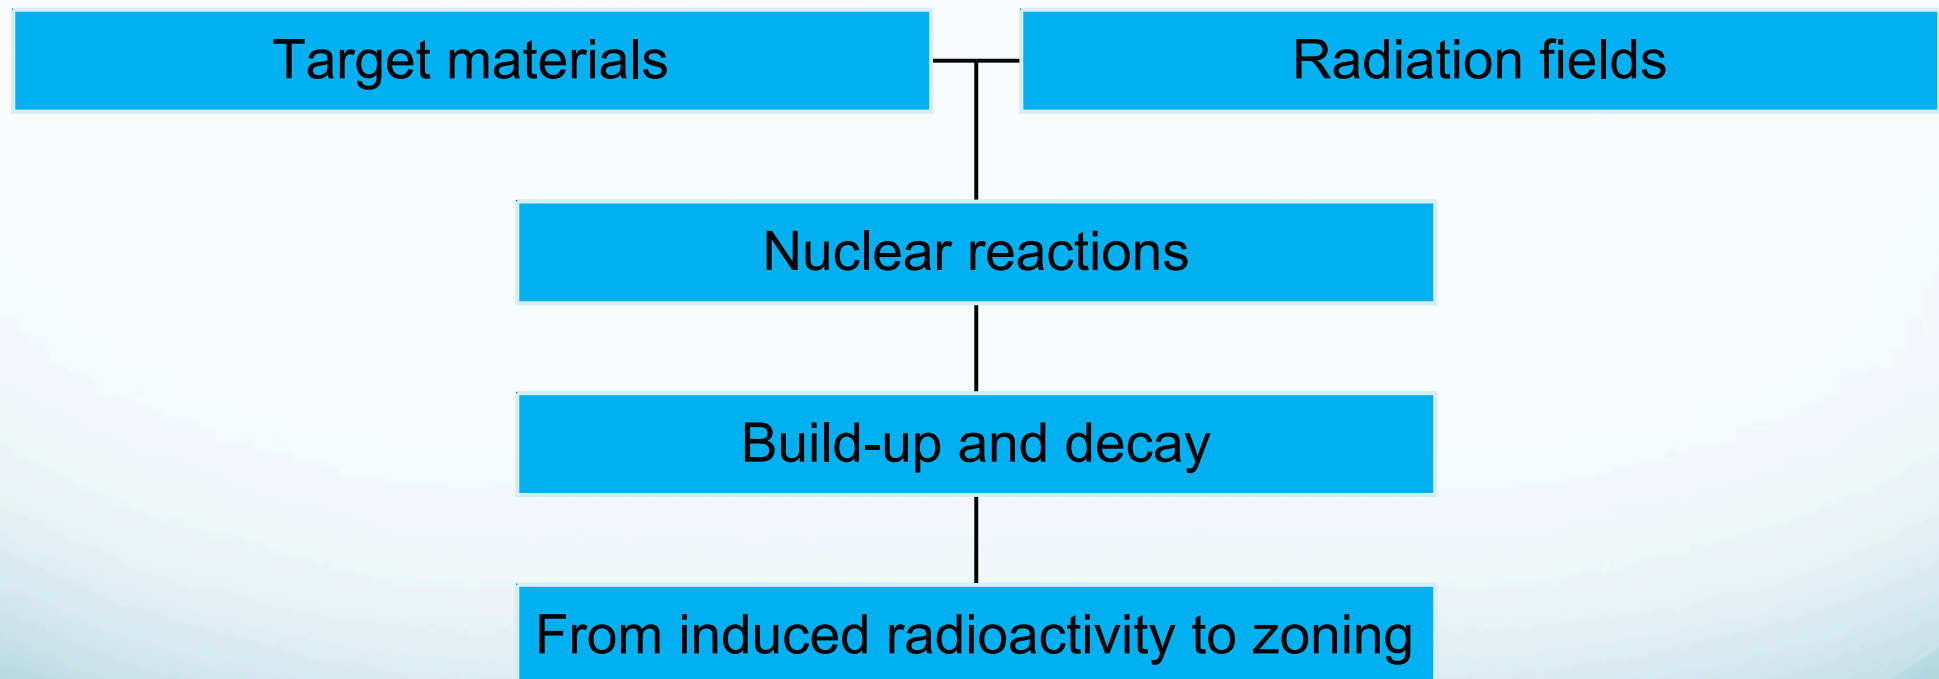 Target materials
Radiation fields
Nuclear reactions
Build-up and decay
From induced radioactivity to zoning